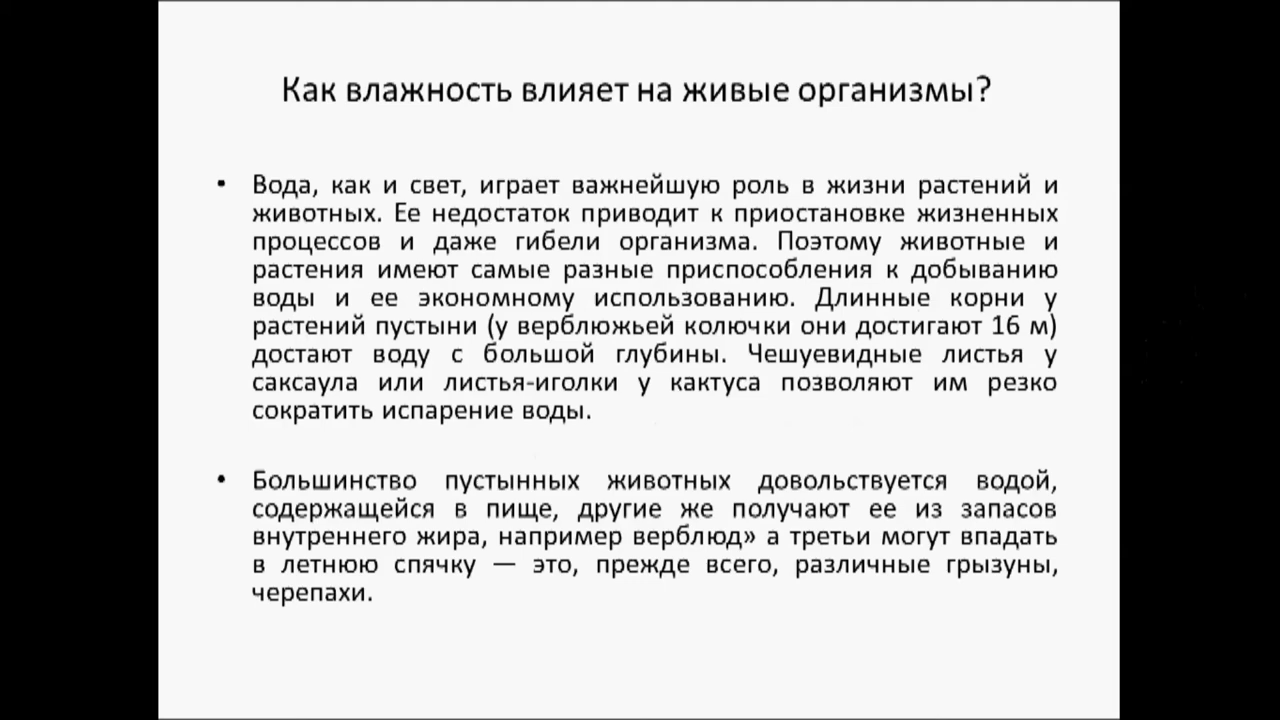 Как влажность влияет на живые организмы?
• Вода, как и свет, играет важнейшую роль в жизни растений и
животных. Ее недостаток приводит к приостановке жизненных
процессов и даже гибели организма. Поэтому животные и
растения имеют самые разные приспособления к добыванию
воды и ее экономному использованию. Длинные корни у
растений пустыни (у верблюжьей колючки они достигают 16 м)
достают воду с большой глубины. Чешуевидные листья у
саксаула или листья-иголки у кактуса позволяют им резко
сократить испарение воды.
• Большинство пустынных животных довольствуется водой,
содержащейся в пище, другие же получают ее из запасов
внутреннего жира, например верблюд» а третьи могут впадать
в летнюю спячку — это, прежде всего, различные грызуны,
черепахи.